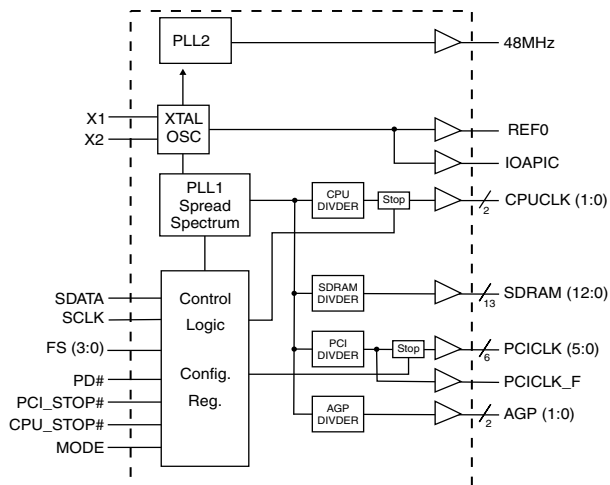 PLL2
48MHz
X1
X2
XTAL
OSC
REF0
IOAPIC
PLL1
Spread
Spectrum
CPU
DIVDER
Stop
2
CPUCLK (1:0)
SDATA
SCLK
FS (3:0)
PD#
PCI_STOP#
CPU_STOP#
MODE
Control
Logic
Config.
Reg.
SDRAM
DIVDER
13
SDRAM (12:0)
PCI
DIVDER
Stop
6
PCICLK (5:0)
PCICLK_F
AGP
DIVDER
2
AGP (1:0)